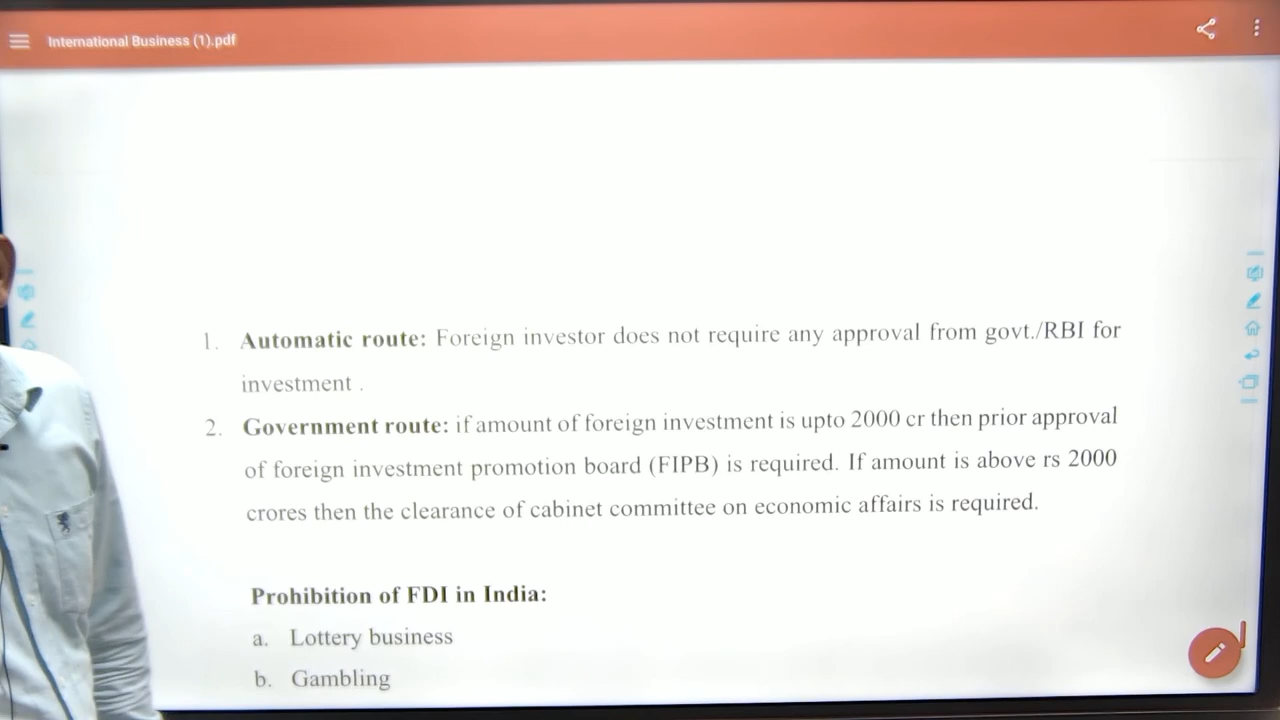 International Business (1).pdf
1. Automatic route: Foreign investor does not require any approval from govt./RBI for
investment .
2. Government route: if amount of foreign investment is upto 2000 cr then prior approval
of foreign investment promotion board (FIPB) is required. If amount is above rs 2000
crores then the clearance of cabinet committee on economic affairs is required.
Prohibition of FDI in India:
a. Lottery business
b. Gambling